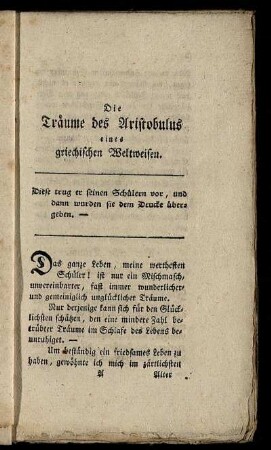 Die
Träume des Aristobulus
eines
griechischen Weltweisen.
Diese trug er seinen Schülern vor, und
dann wurden sie dem Drucke über-
geben. —
Das ganze Leben, meine werthesten
Schüler! ist nur ein Mischmasch,
unvereinbarter, fast immer wunderlicher
und gemeiniglich unglücklicher Träume.
Nur derjenige kann sich für den Glück-
lichsten schätzen, den eine mindere Zahl be-
trübter Träume im Schlafe des Lebens be-
unruhiget. —
Um beständig ein friedsames Leben zu
haben, gewöhnte ich mich im zärtlichsten
A Alter